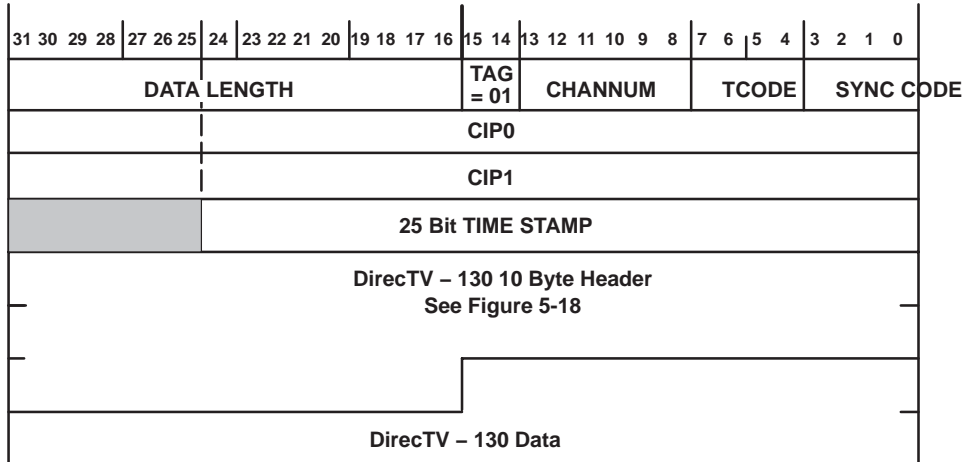 31 30 29 28 27 26 25 24 23 22 21 20 19 18 17 16 15 14 13 12 11 10 9 8 7 6 5 4 3 2 1 0
DATA LENGTH TAG = 01 CHANNUM TCODE SYNC CODE
CIP0
CIP1
25 Bit TIME STAMP
DirecTV – 130 10 Byte Header
See Figure 5-18
DirecTV – 130 Data